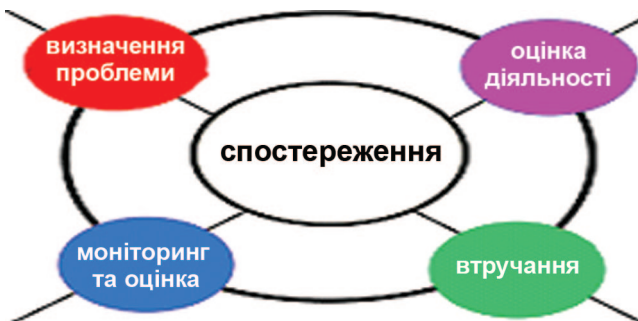 визначення
проблеми
оцінка
діяльності
спостереження
моніторинг
та оцінка
втручання